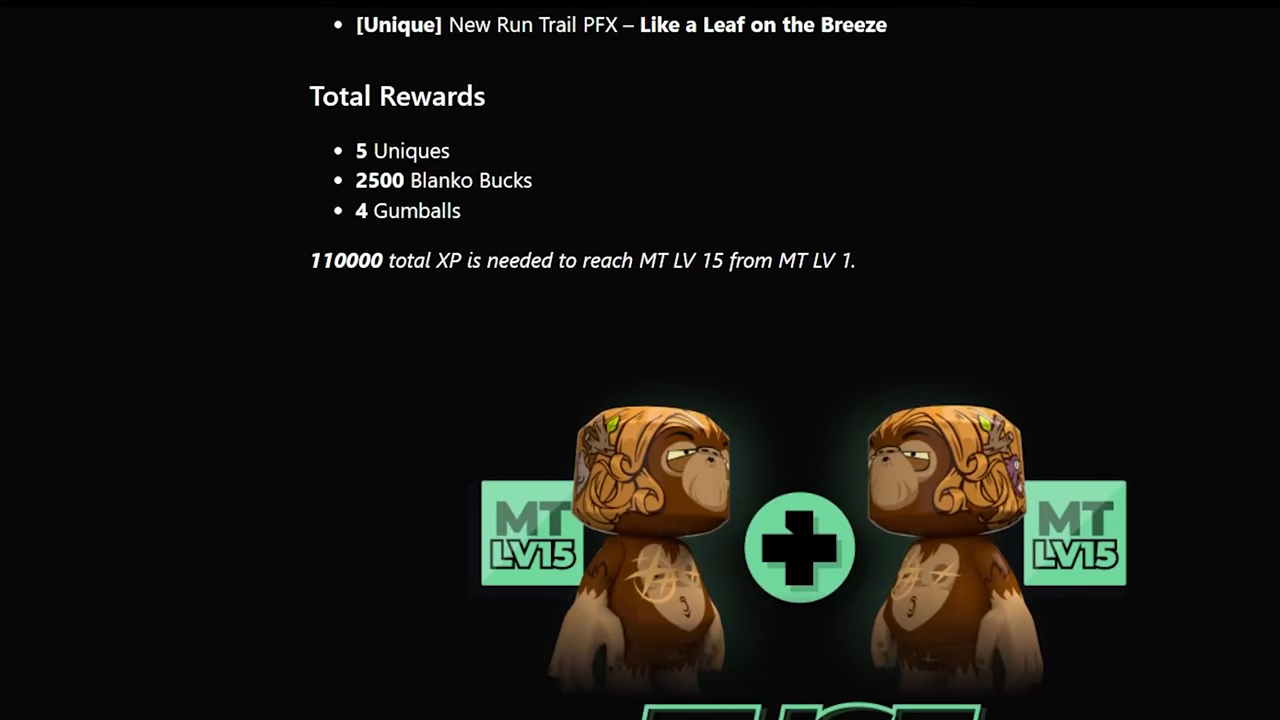 [Unique] New Run Trail PFX – Like a Leaf on the Breeze
Total Rewards
5 Uniques
2500 Blanko Bucks
4 Gumballs
110000 total XP is needed to reach MT LV 15 from MT LV 1.
MT
LV15
MT
LV15